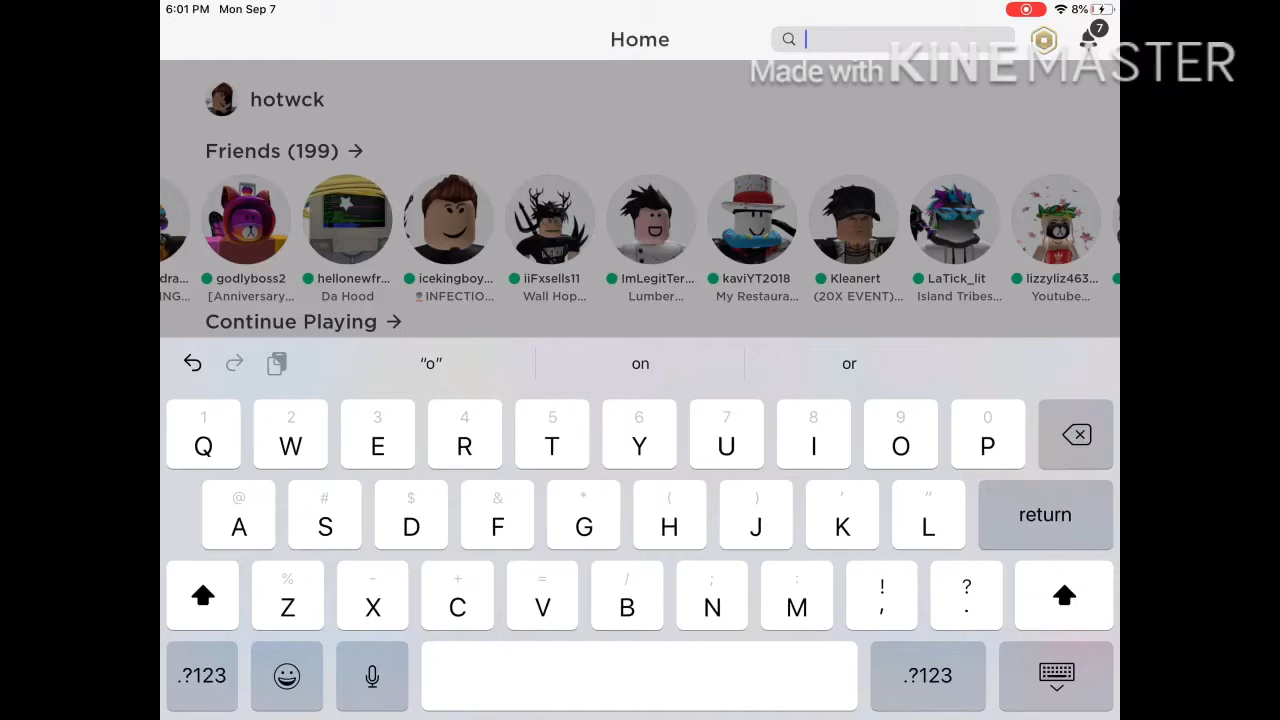 6:01 PM Mon Sep 7
8%
Home
7
Made with KINEMASTER
hotwck
Friends (199) →
dra... godlyboss2 hellonewfr... icekingboy... iiFxsells11 ImLegitTer... kaviYT2018 Kleanert LaTick_lit lizzyliz463...
NG... [Anniversary... Da Hood INFECTIO... Wall Hop... Lumber... My Restaura... (20X EVENT)... Island Tribes... Youtube...
Continue Playing →
“o” on or
1 2 3 4 5 6 7 8 9 0
Q W E R T Y U I O P
@ # $ & * ( ) ' "
A S D F G H J K L return
% - + = / ; : ! ?
Z X C V B N M , .
.?123 .?123